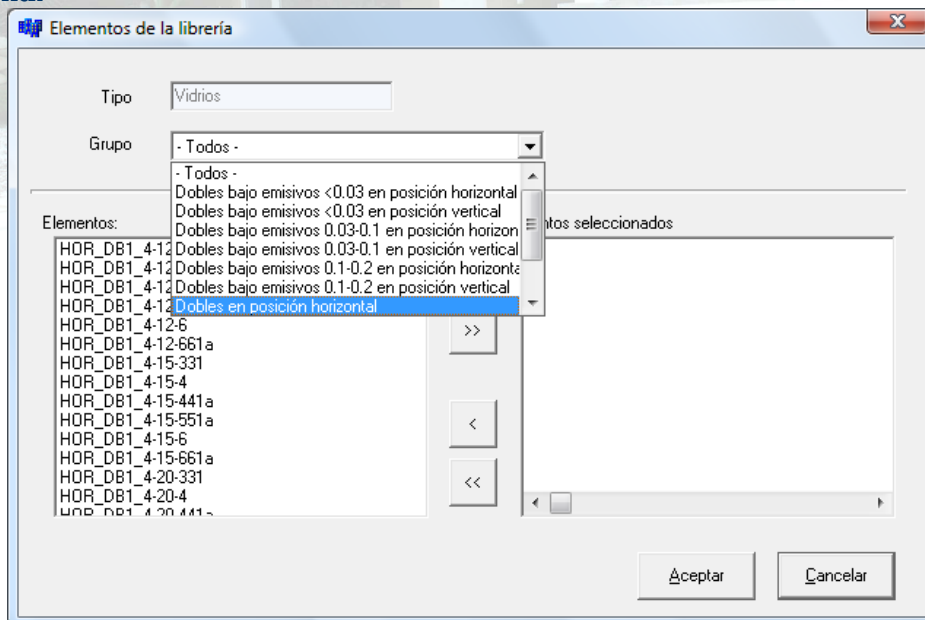 Elementos de la librería
Tipo
Vidrios
Grupo
- Todos -
- Todos -
Dobles bajo emisivos <0.03 en posición horizontal
Dobles bajo emisivos <0.03 en posición vertical
Dobles bajo emisivos 0.03-0.1 en posición horizon
Dobles bajo emisivos 0.03-0.1 en posición vertical
Dobles bajo emisivos 0.1-0.2 en posición horizonta
Dobles bajo emisivos 0.1-0.2 en posición vertical
Dobles en posición horizontal
Elementos:
ntos seleccionados
HOR_DB1_4-12
HOR_DB1_4-12
HOR_DB1_4-12
HOR_DB1_4-12
HOR_DB1_4-12-6
HOR_DB1_4-12-661a
HOR_DB1_4-15-331
HOR_DB1_4-15-4
HOR_DB1_4-15-441a
HOR_DB1_4-15-551a
HOR_DB1_4-15-6
HOR_DB1_4-15-661a
HOR_DB1_4-20-331
HOR_DB1_4-20-4
HOR_DB1_4-20-441a
>>
<
<<
Aceptar
Cancelar